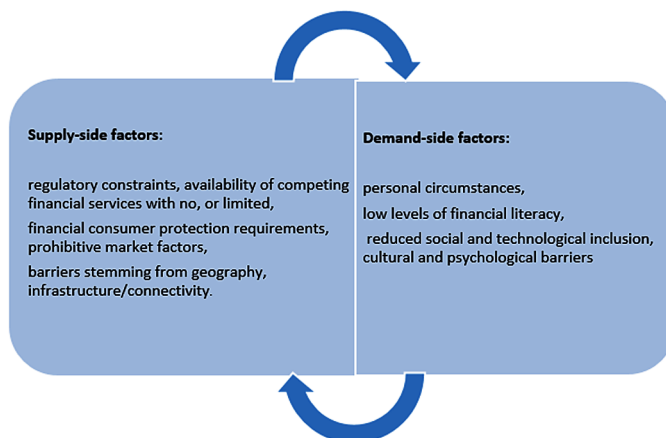 Supply-side factors:
regulatory constraints, availability of competing
financial services with no, or limited,
financial consumer protection requirements,
prohibitive market factors,
barriers stemming from geography,
infrastructure/connectivity.
Demand-side factors:
personal circumstances,
low levels of financial literacy,
reduced social and technological inclusion,
cultural and psychological barriers